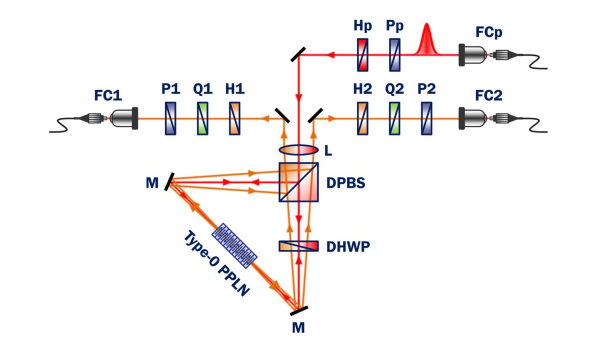 Hp Pp FCp
FC1 P1 Q1 H1 H2 Q2 P2 FC2
L
M DPBS
Type-0 PPLN
DHWP
M